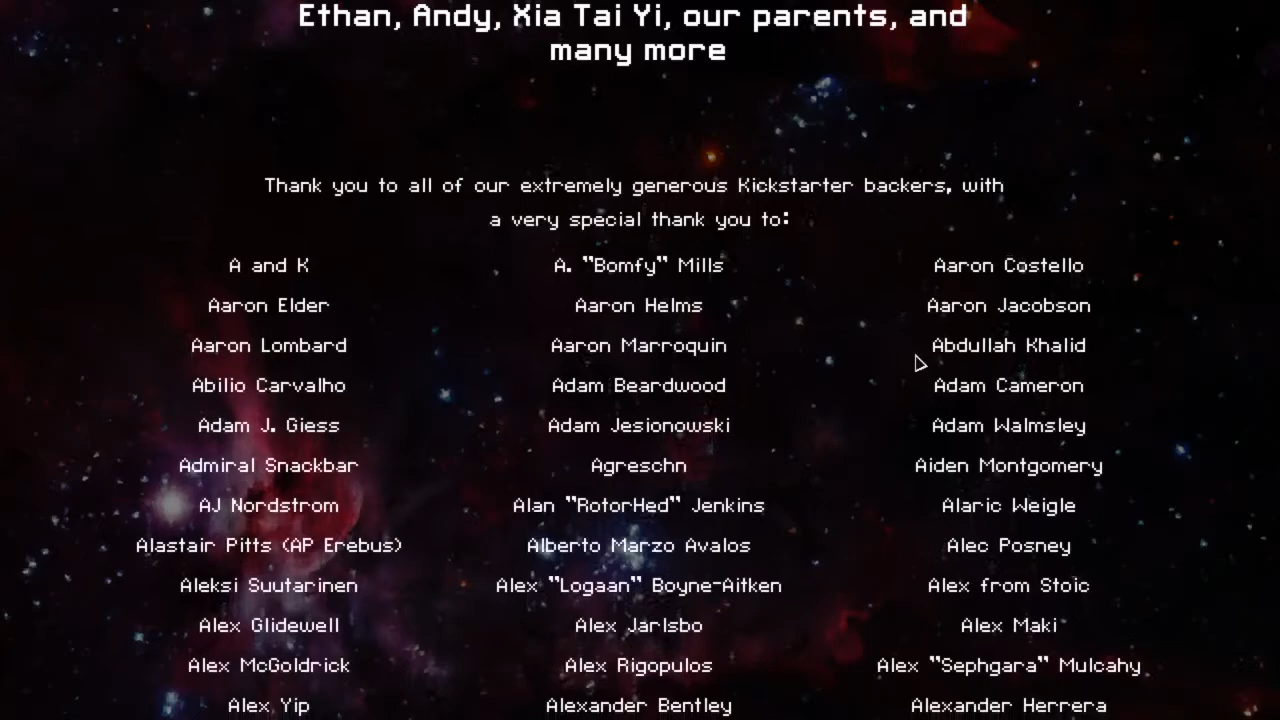 Ethan, Andy, Xia Tai Yi, our parents, and
many more
Thank you to all of our extremely generous Kickstarter backers, with
a very special thank you to:
A and K A. "Bomfy" Mills Aaron Costello
Aaron Elder Aaron Helms Aaron Jacobson
Aaron Lombard Aaron Marroquin Abdullah Khalid
Abilio Carvalho Adam Beardwood Adam Cameron
Adam J. Giess Adam Jesionowski Adam Walmsley
Admiral Snackbar Agreschn Aiden Montgomery
AJ Nordstrom Alan "RotorHed" Jenkins Alaric Weigle
Alastair Pitts (AP Erebus) Alberto Marzo Avalos Alec Posney
Aleksi Suutarinen Alex "Logaan" Boyne-Aitken Alex from Stoic
Alex Glidewell Alex Jarlsbo Alex Maki
Alex McGoldrick Alex Rigopulos Alex "Sephgara" Mulcahy
Alex Yip Alexander Bentley Alexander Herrera